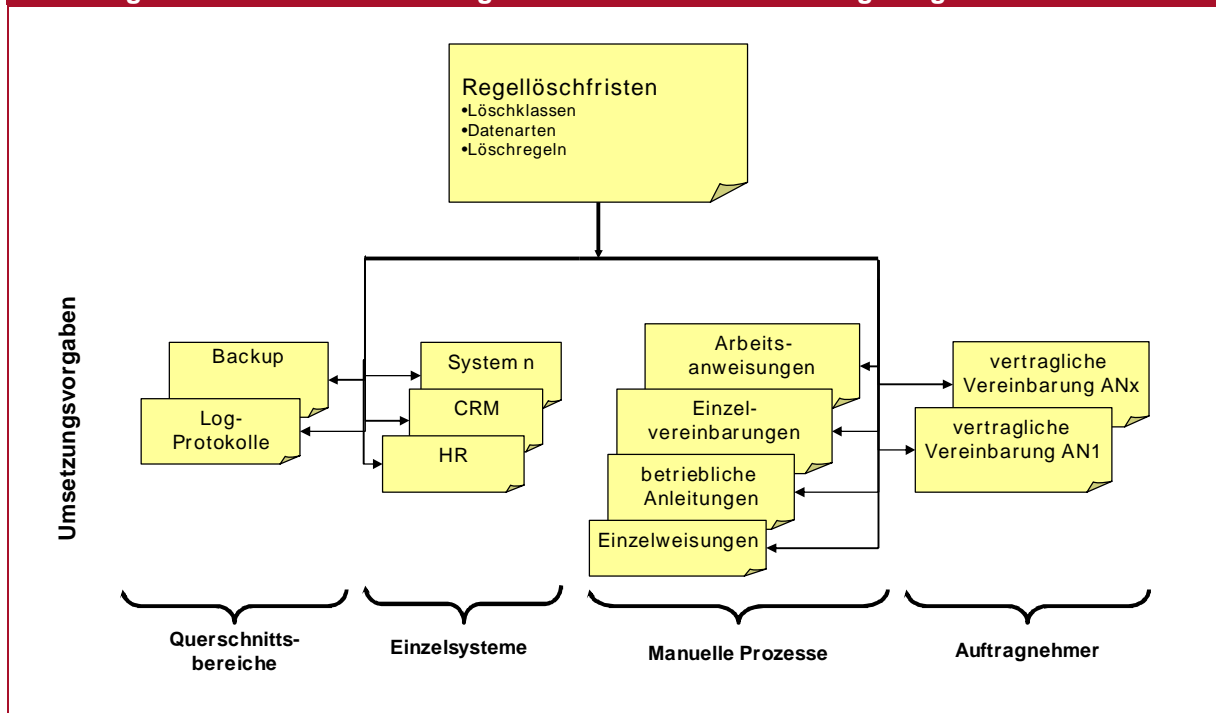 Regellöschfristen
•Löschklassen
•Datenarten
•Löschregeln
Umsetzungsvorgaben
Backup
Log-
Protokolle
System n
CRM
HR
Arbeits-
anweisungen
Einzel-
vereinbarungen
betriebliche
Anleitungen
Einzelweisungen
vertragliche
Vereinbarung ANx
vertragliche
Vereinbarung AN1
Querschnitts-
bereiche
Einzelsysteme
Manuelle Prozesse
Auftragnehmer